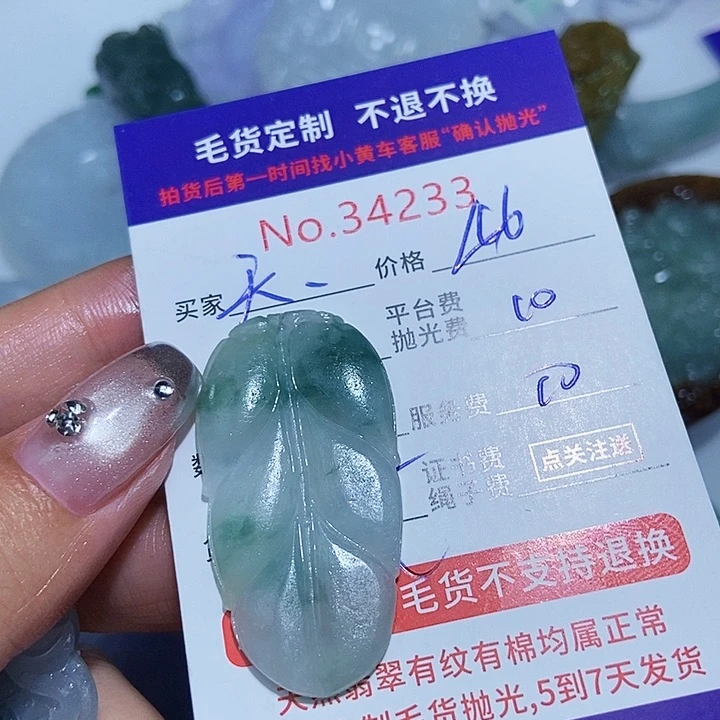 毛货定制 不退不换
拍货后第一时间找小黄车客服“确认抛光”
No.34233
买家 价格
平台费 10
抛光费
服务费 10
证书费 点关注送
绳子费
毛货不支持退换
天然翡翠有纹有棉均属正常
制毛货抛光,5到7天发货